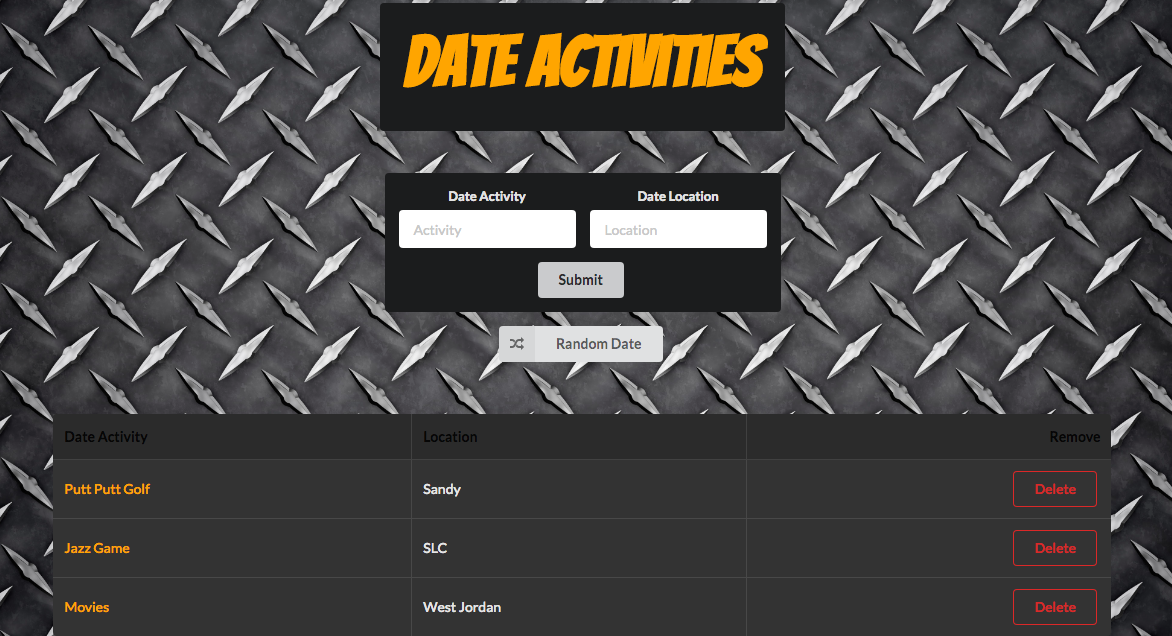 DATE ACTIVITIES
Date Activity Date Location
Activity Location
Submit
Random Date
Date Activity Location Remove
Putt Putt Golf Sandy Delete
Jazz Game SLC Delete
Movies West Jordan Delete